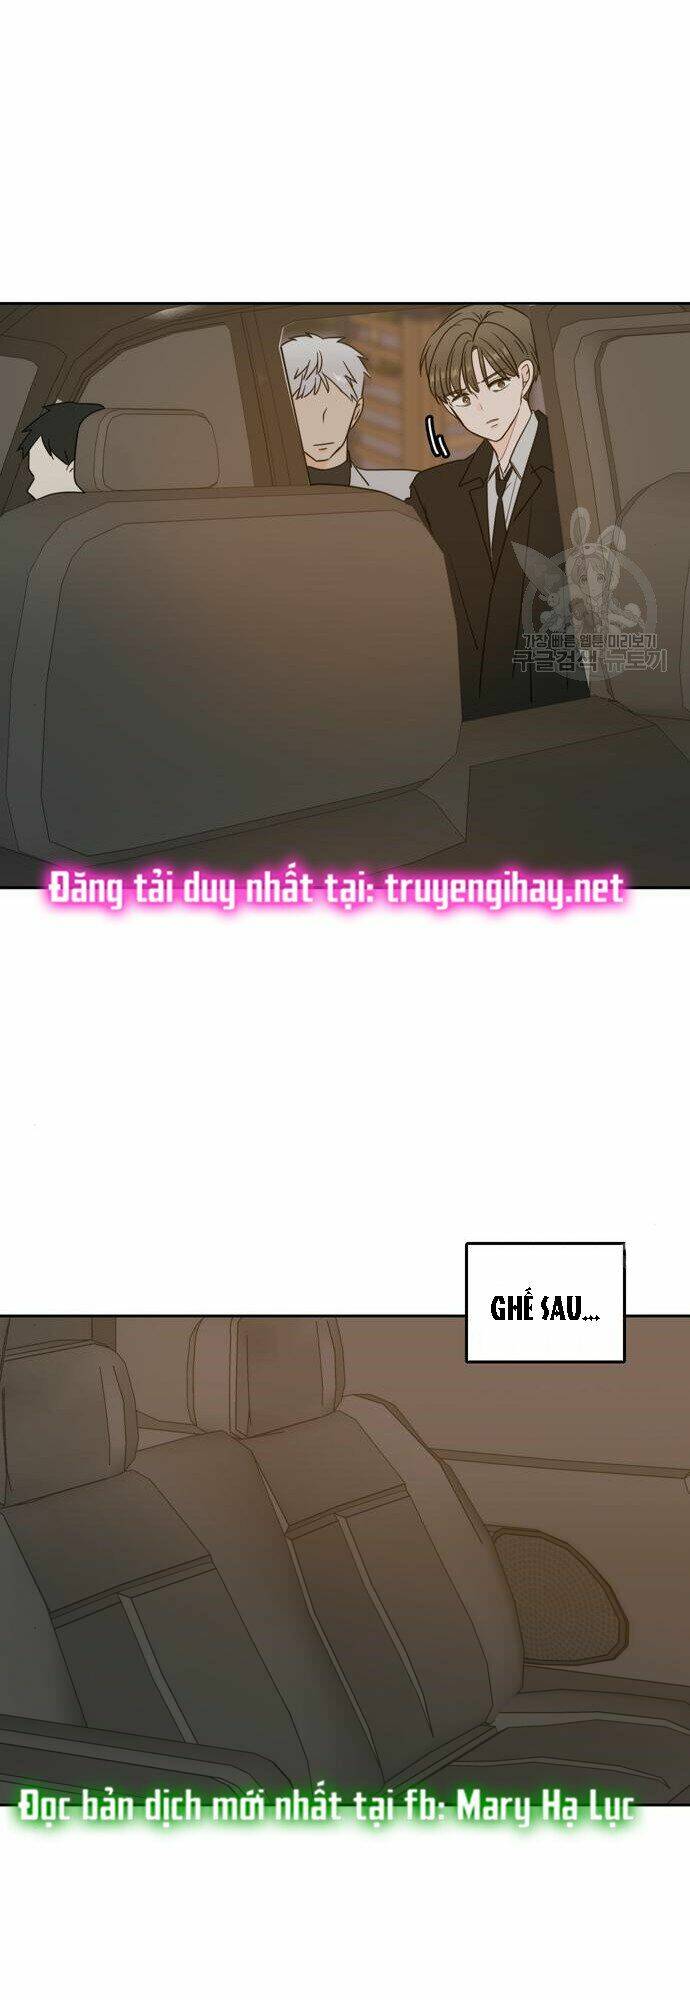 가장 빠른 웹툰 미리보기
구글검색 뉴토끼
Đăng tải duy nhất tại: truyengihay.net
GHẾ SAU...
Đọc bản dịch mới nhất tại fb: Mary Hạ Lục